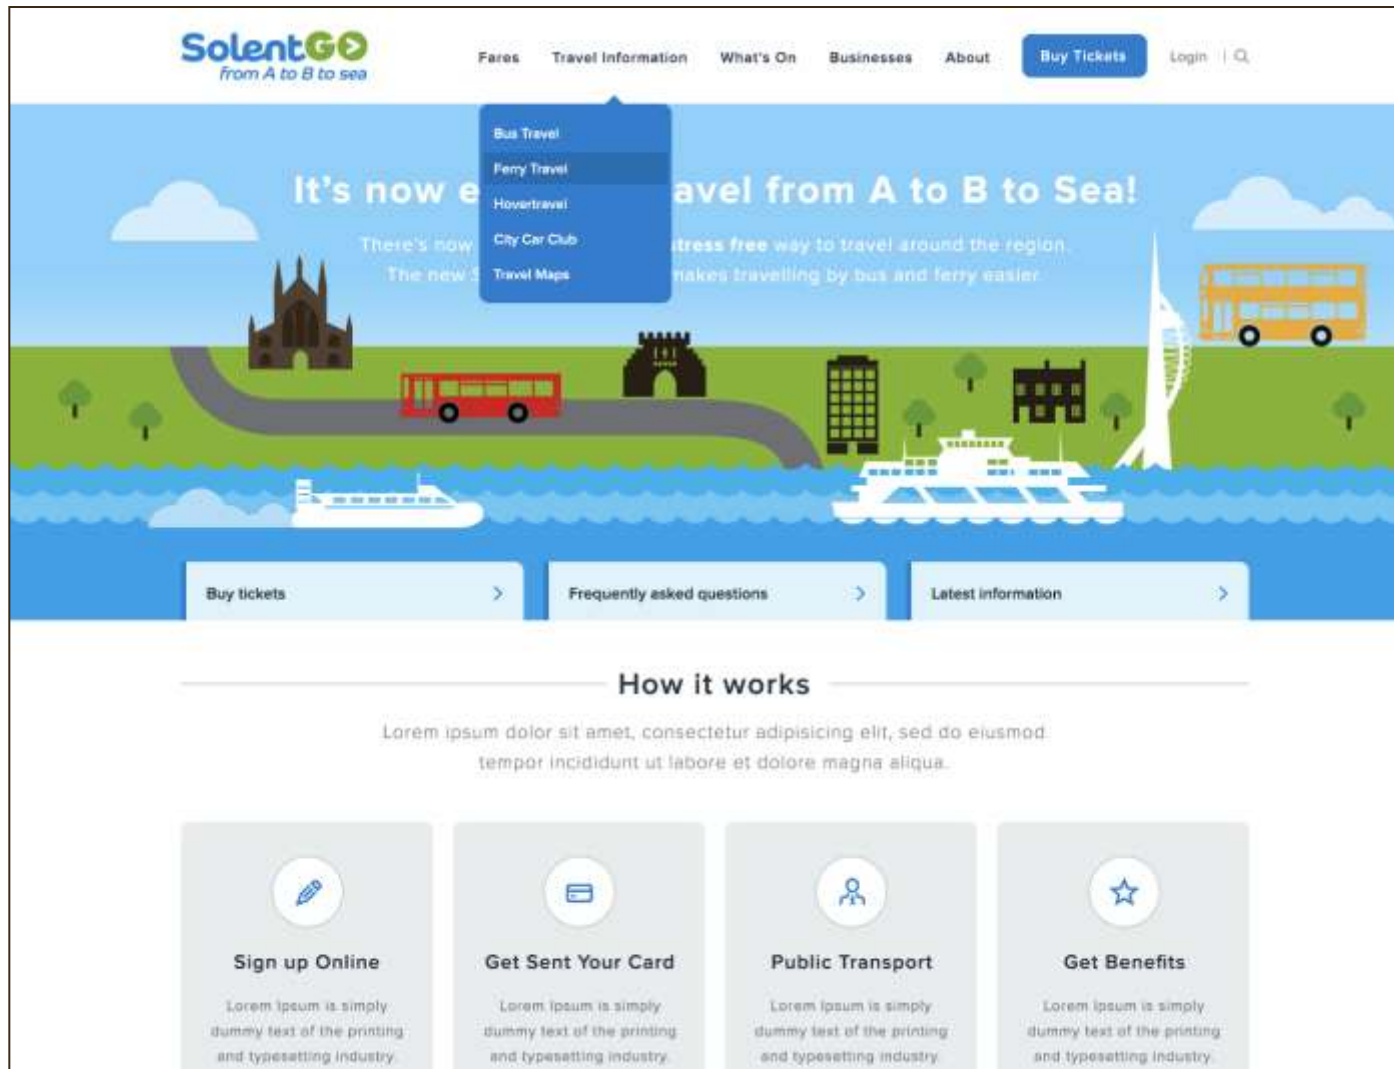 SolentGO
from A to B to sea
Fares
Travel Information
What's On
Businesses
About
Buy Tickets
Login
Bus Travel
Ferry Travel
Hovertravel
City Car Club
Travel Maps
It's now e avel from A to B to Sea!
There's now stress free way to travel around the region.
The new S makes travelling by bus and ferry easier.
Buy tickets
Frequently asked questions
Latest information
How it works
Lorem ipsum dolor sit amet, consectetur adipisicing elit, sed do eiusmod
tempor incididunt ut labore et dolore magna aliqua.
Sign up Online
Lorem Ipsum is simply
dummy text of the printing
and typesetting industry.
Get Sent Your Card
Lorem Ipsum is simply
dummy text of the printing
and typesetting industry.
Public Transport
Lorem Ipsum is simply
dummy text of the printing
and typesetting industry.
Get Benefits
Lorem Ipsum is simply
dummy text of the printing
and typesetting industry.